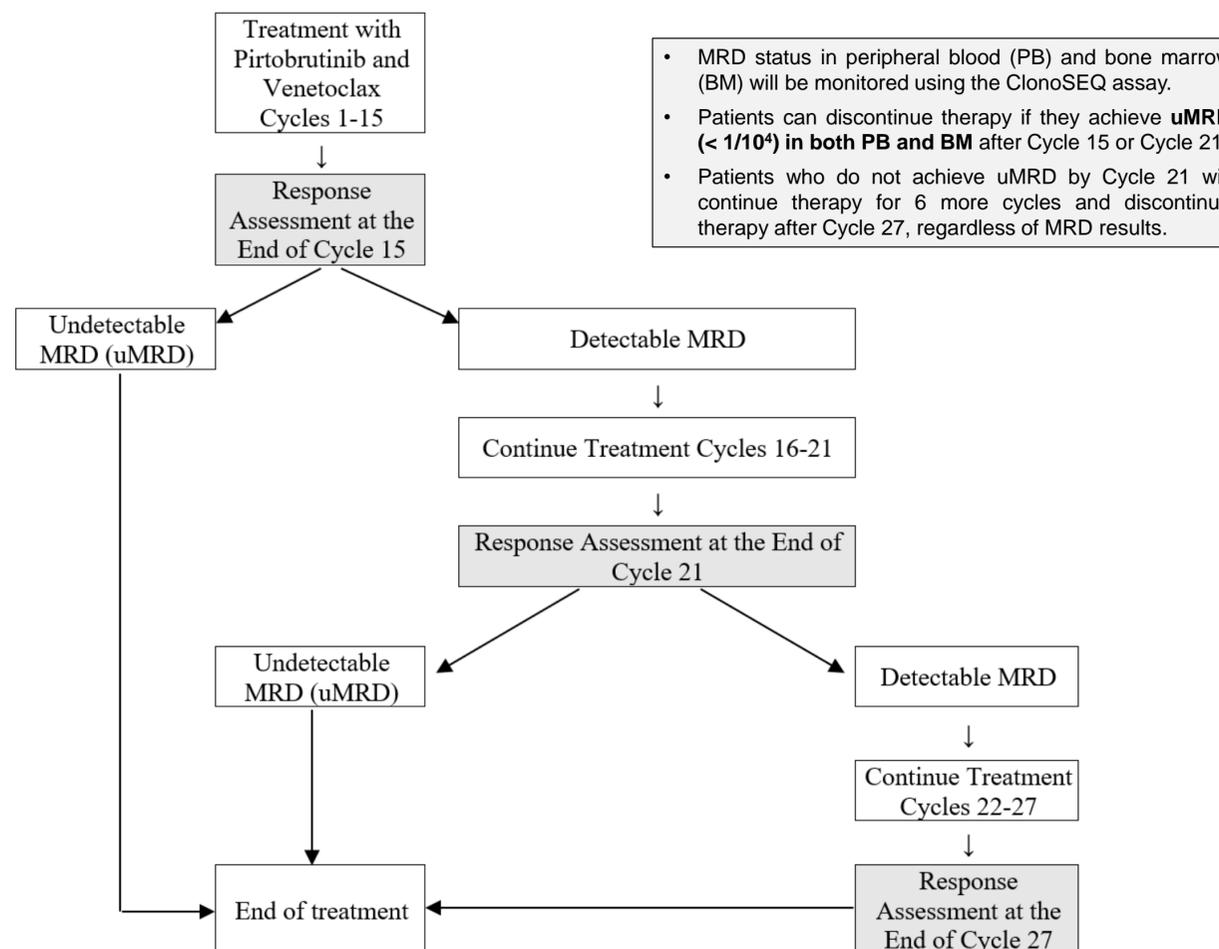 Treatment with
Pirtobrutinib and
Venetoclax
Cycles 1-15
↓
• MRD status in peripheral blood (PB) and bone marrow
(BM) will be monitored using the ClonoSEQ assay.
• Patients can discontinue therapy if they achieve uMR
(< 1/10⁴) in both PB and BM after Cycle 15 or Cycle 21
• Patients who do not achieve uMRD by Cycle 21 wi
continue therapy for 6 more cycles and discontinu
therapy after Cycle 27, regardless of MRD results.
Response
Assessment at the
End of Cycle 15
Undetectable
MRD (uMRD)
Detectable MRD
↓
Continue Treatment Cycles 16-21
↓
Response Assessment at the End of
Cycle 21
Undetectable
MRD (uMRD)
Detectable MRD
↓
Continue Treatment
Cycles 22-27
↓
End of treatment
Response
Assessment at the
End of Cycle 27